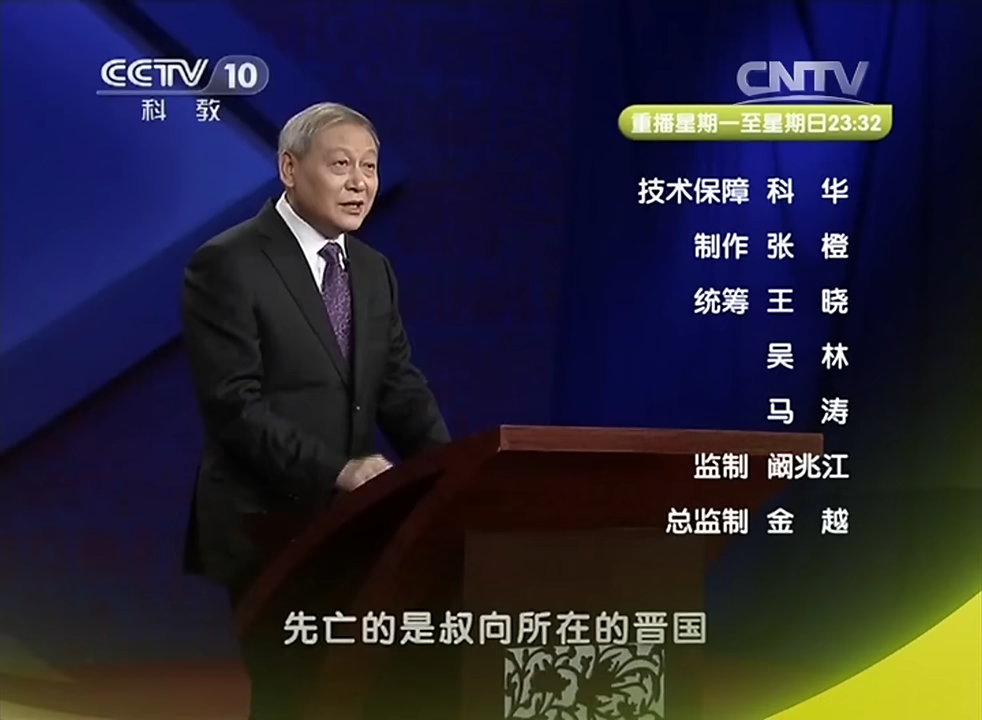 CCTV 10
科 教
CNTV
重播星期一至星期日23:32
技术保障 科 华
制作 张 橙
统筹 王 晓
吴 林
马 涛
监制 阚兆江
总监制 金 越
先亡的是叔向所在的晋国